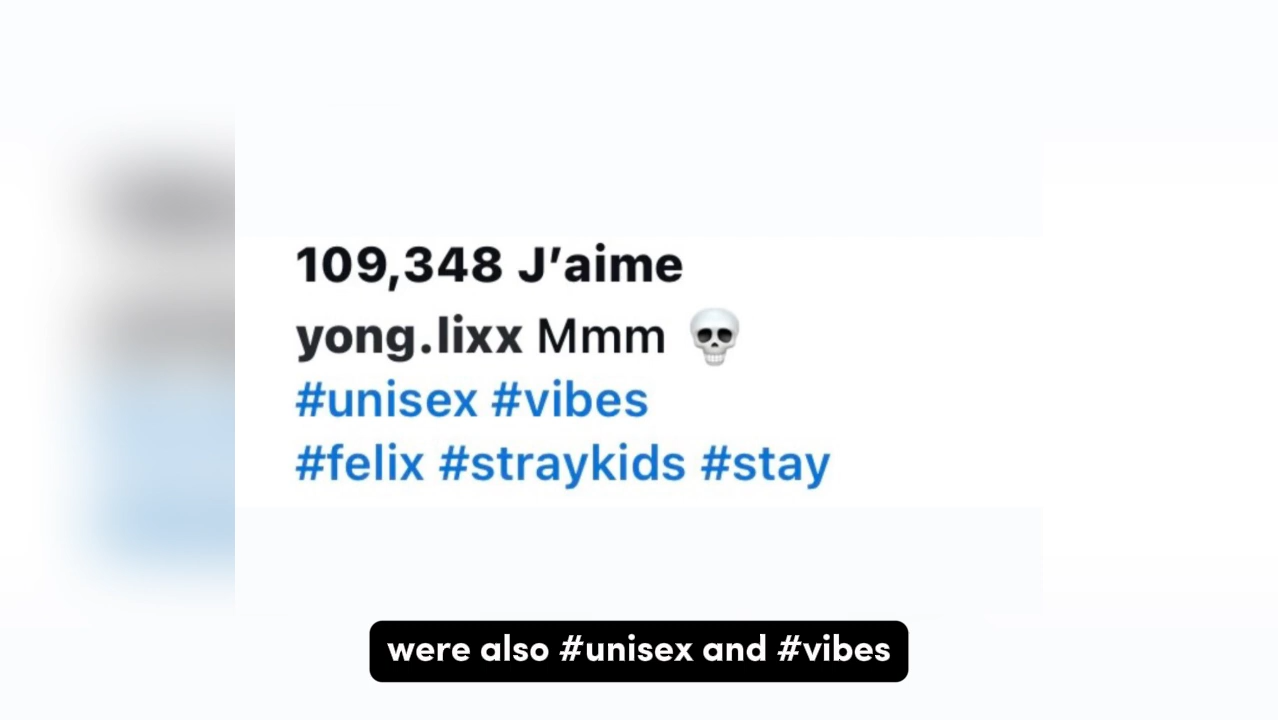 109,348 J’aime
yong.lixx Mmm 💀
#unisex #vibes
#felix #straykids #stay
were also #unisex and #vibes